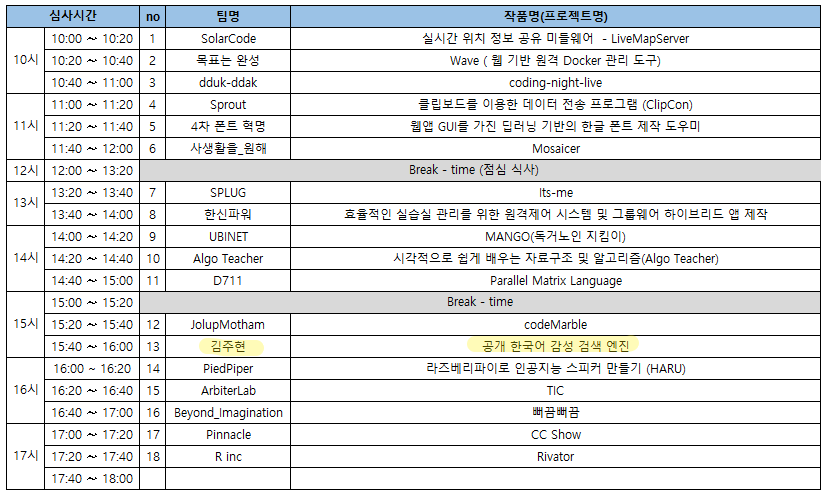 심사시간 no 팀명 작품명(프로젝트명)
10시 10:00 ~ 10:20 1 SolarCode 실시간 위치 정보 공유 미들웨어 - LiveMapServer
10:20 ~ 10:40 2 목표는 완성 Wave ( 웹 기반 원격 Docker 관리 도구)
10:40 ~ 11:00 3 dduk-ddak coding-night-live
11시 11:00 ~ 11:20 4 Sprout 클립보드를 이용한 데이터 전송 프로그램 (ClipCon)
11:20 ~ 11:40 5 4차 폰트 혁명 웹앱 GUI를 가진 딥러닝 기반의 한글 폰트 제작 도우미
11:40 ~ 12:00 6 사생활을_원해 Mosaicer
12시 12:00 ~ 13:20 Break - time (점심 식사)
13시 13:20 ~ 13:40 7 SPLUG Its-me
13:40 ~ 14:00 8 한신파워 효율적인 실습실 관리를 위한 원격제어 시스템 및 그룹웨어 하이브리드 앱 제작
14시 14:00 ~ 14:20 9 UBINET MANGO(독거노인 지킴이)
14:20 ~ 14:40 10 Algo Teacher 시각적으로 쉽게 배우는 자료구조 및 알고리즘(Algo Teacher)
14:40 ~ 15:00 11 D711 Parallel Matrix Language
15시 15:00 ~ 15:20 Break - time
15:20 ~ 15:40 12 JolupMotham codeMarble
15:40 ~ 16:00 13 김주현 공개 한국어 감성 검색 엔진
16시 16:00 ~ 16:20 14 PiedPiper 라즈베리파이로 인공지능 스피커 만들기 (HARU)
16:20 ~ 16:40 15 ArbiterLab TIC
16:40 ~ 17:00 16 Beyond_Imagination 뻐끔뻐끔
17시 17:00 ~ 17:20 17 Pinnacle CC Show
17:20 ~ 17:40 18 R inc Rivator
17:40 ~ 18:00